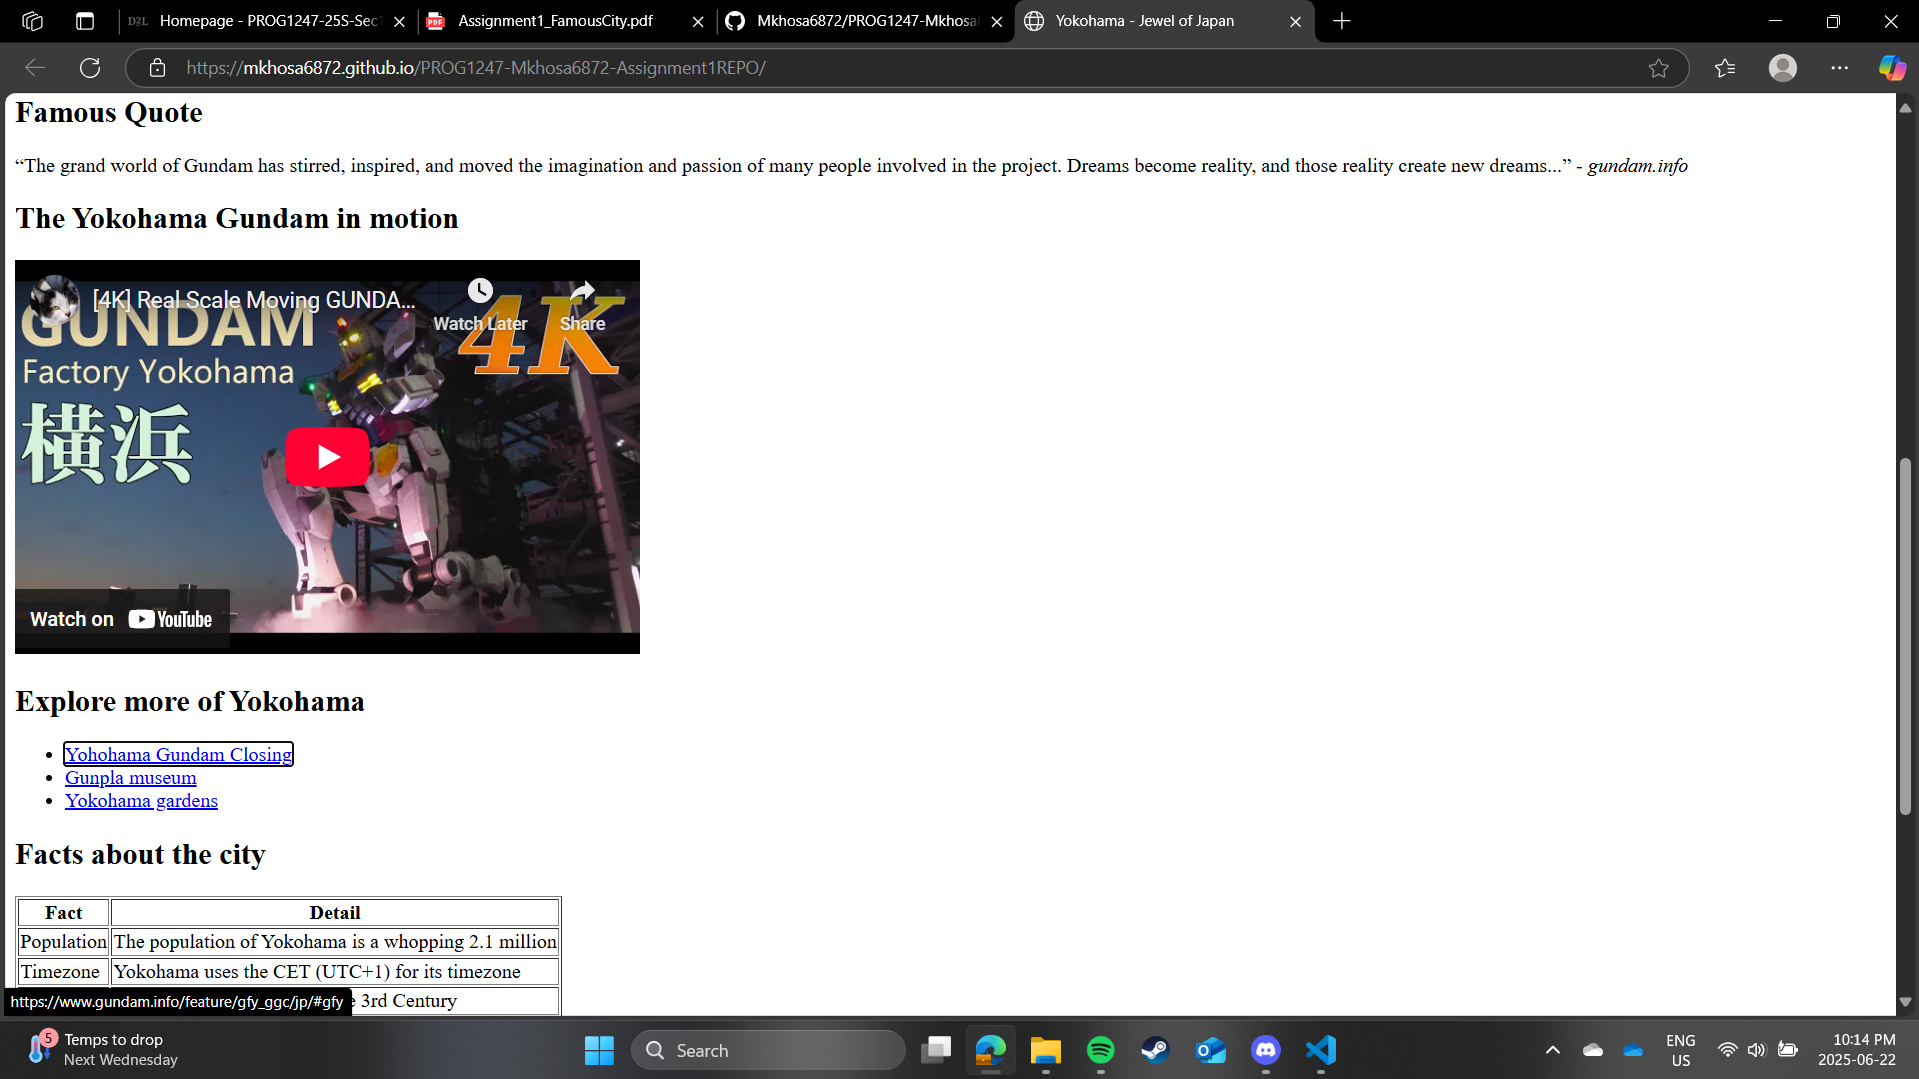 Homepage - PROG1247-25S-Sec1
Assignment1_FamousCity.pdf
Mkhosa6872/PROG1247-Mkhosa
Yokohama - Jewel of Japan
https://mkhosa6872.github.io/PROG1247-Mkhosa6872-Assignment1REPO/
Famous Quote
“The grand world of Gundam has stirred, inspired, and moved the imagination and passion of many people involved in the project. Dreams become reality, and those reality create new dreams...” - gundam.info
The Yokohama Gundam in motion
[4K] Real Scale Moving GUNDA...
Watch Later
Share
GUNDAM
4K
Factory Yokohama
横浜
Watch on YouTube
Explore more of Yokohama
Yohohama Gundam Closing
Gunpla museum
Yokohama gardens
Facts about the city
Fact Detail
Population The population of Yokohama is a whopping 2.1 million
Timezone Yokohama uses the CET (UTC+1) for its timezone
3rd Century
https://www.gundam.info/feature/gfy_ggc/jp/#gfy
5
Temps to drop
Next Wednesday
Search
ENG
US
10:14 PM
2025-06-22